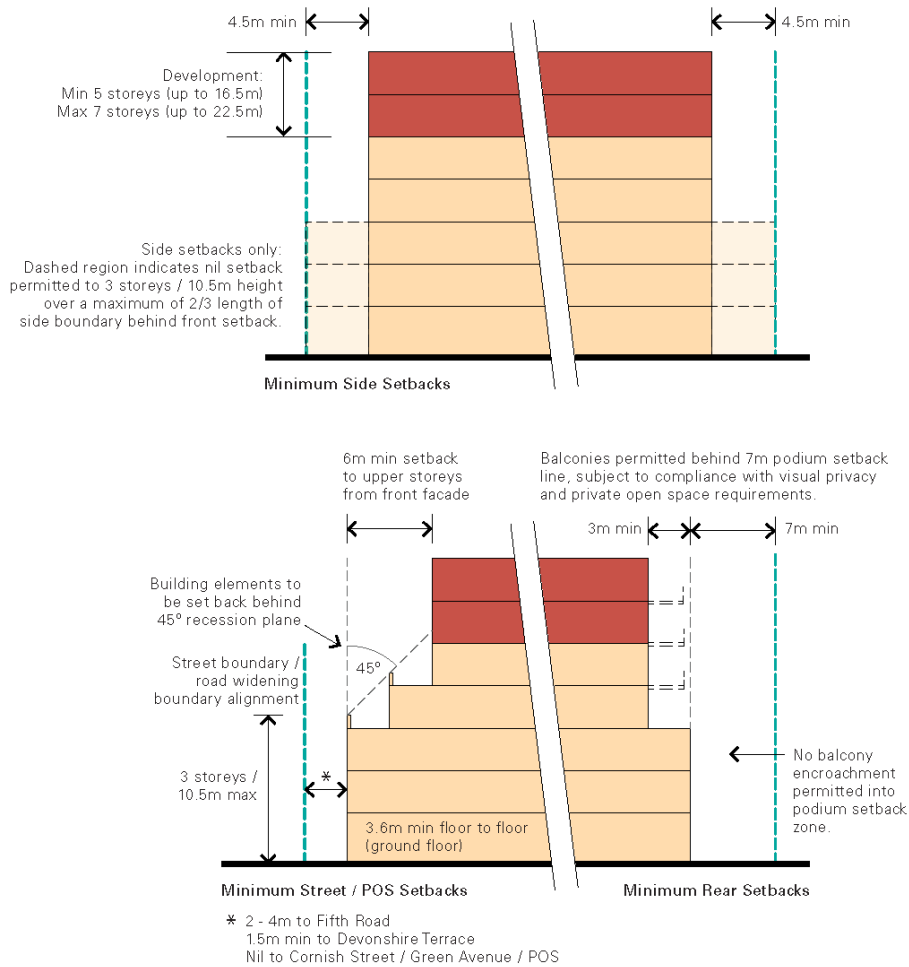 4.5m min
4.5m min
Development:
Min 5 storeys (up to 16.5m)
Max 7 storeys (up to 22.5m)
Side setbacks only:
Dashed region indicates nil setback
permitted to 3 storeys / 10.5m height
over a maximum of 2/3 length of
side boundary behind front setback.
Minimum Side Setbacks
6m min setback
to upper storeys
from front facade
Balconies permitted behind 7m podium setback
line, subject to compliance with visual privacy
and private open space requirements.
3m min
7m min
Building elements to
be set back behind
45º recession plane
45º
Street boundary /
road widening
boundary alignment
3 storeys /
10.5m max
*
3.6m min floor to floor
(ground floor)
No balcony
encroachment
permitted into
podium setback
zone.
Minimum Street / POS Setbacks
Minimum Rear Setbacks
* 2 - 4m to Fifth Road
1.5m min to Devonshire Terrace
Nil to Cornish Street / Green Avenue / POS